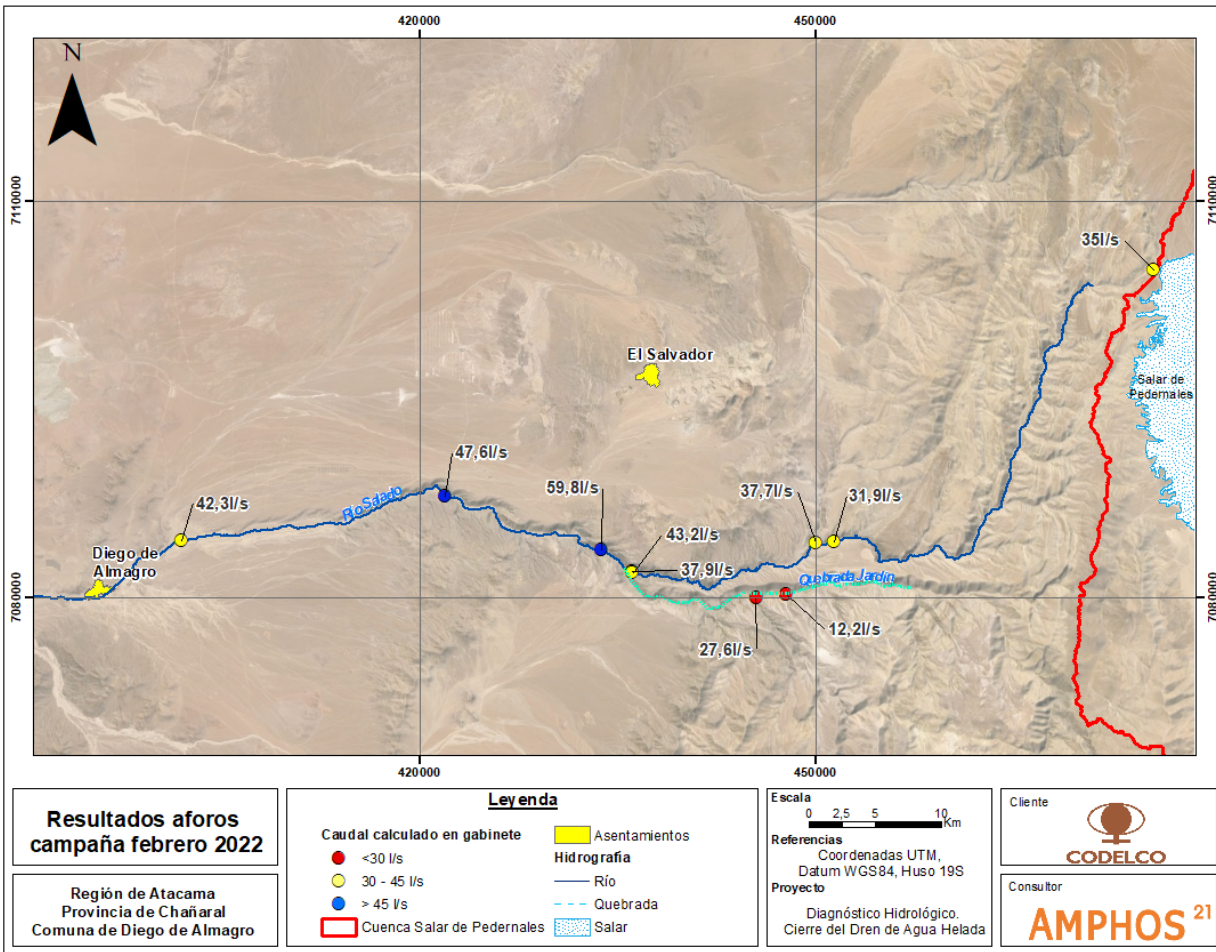 420000
450000
N
7110000
7110000
35l/s
El Salvador
Salar de
Pedernales
47,6l/s
59,8l/s
37,7l/s
31,9l/s
42,3l/s
Río Salado
43,2l/s
Diego de
Almagro
37,9l/s
Quebrada Jardín
7080000
7080000
12,2l/s
27,6l/s
420000
450000
Resultados aforos
campaña febrero 2022
Región de Atacama
Provincia de Chañaral
Comuna de Diego de Almagro
Leyenda
Caudal calculado en gabinete
<30 l/s
30 - 45 l/s
> 45 l/s
Cuenca Salar de Pedernales
Asentamientos
Hidrografía
Río
Quebrada
Salar
Escala
0 2,5 5 10
Km
Referencias
Coordenadas UTM,
Datum WGS84, Huso 19S
Proyecto
Diagnóstico Hidrológico.
Cierre del Dren de Agua Helada
Cliente
CODELCO
Consultor
AMPHOS 21